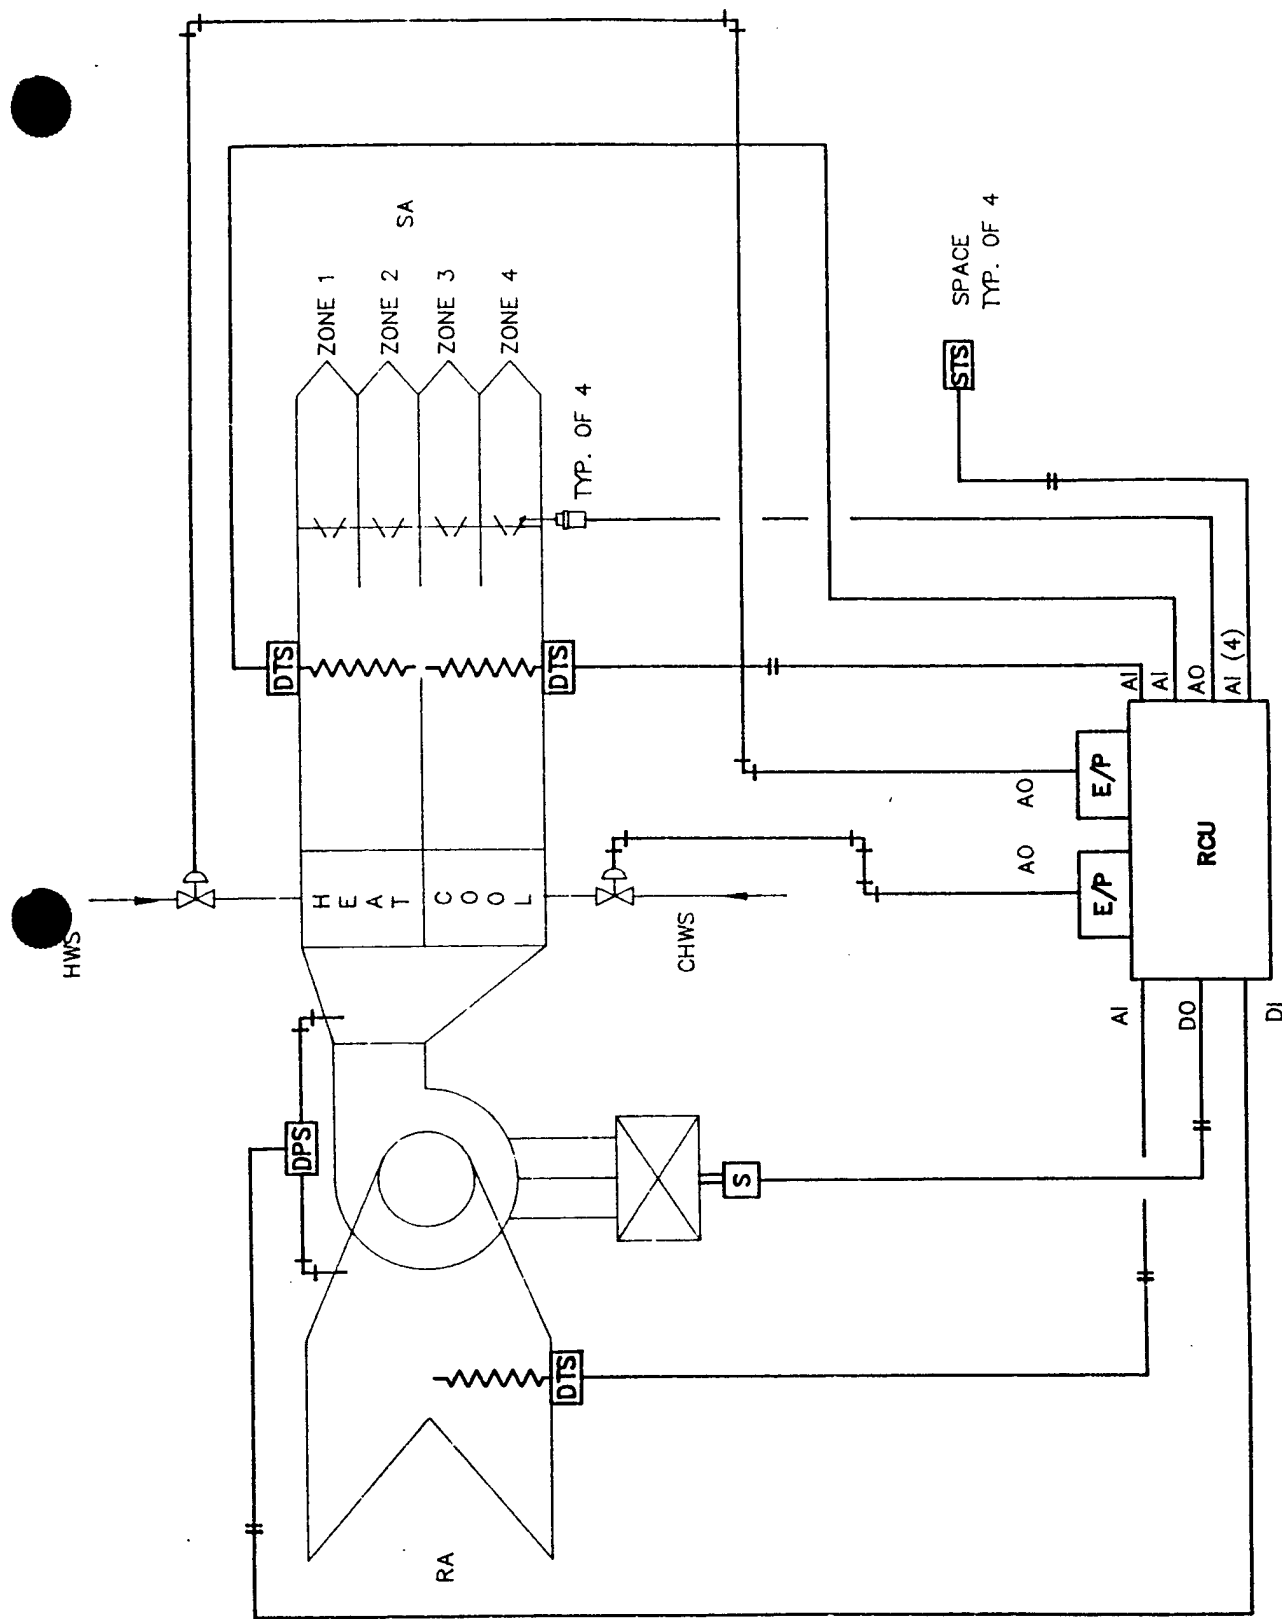 HWS
HEAT
COOL
CHWS
DPS
DTS
DTS
DTS
ZONE 1
ZONE 2
ZONE 3
ZONE 4
SA
TYP. OF 4
STS
SPACE
TYP. OF 4
RA
S
AO
AO
E/P
E/P
RCU
AI
DO
DI
AI
AI
AO
AI (4)